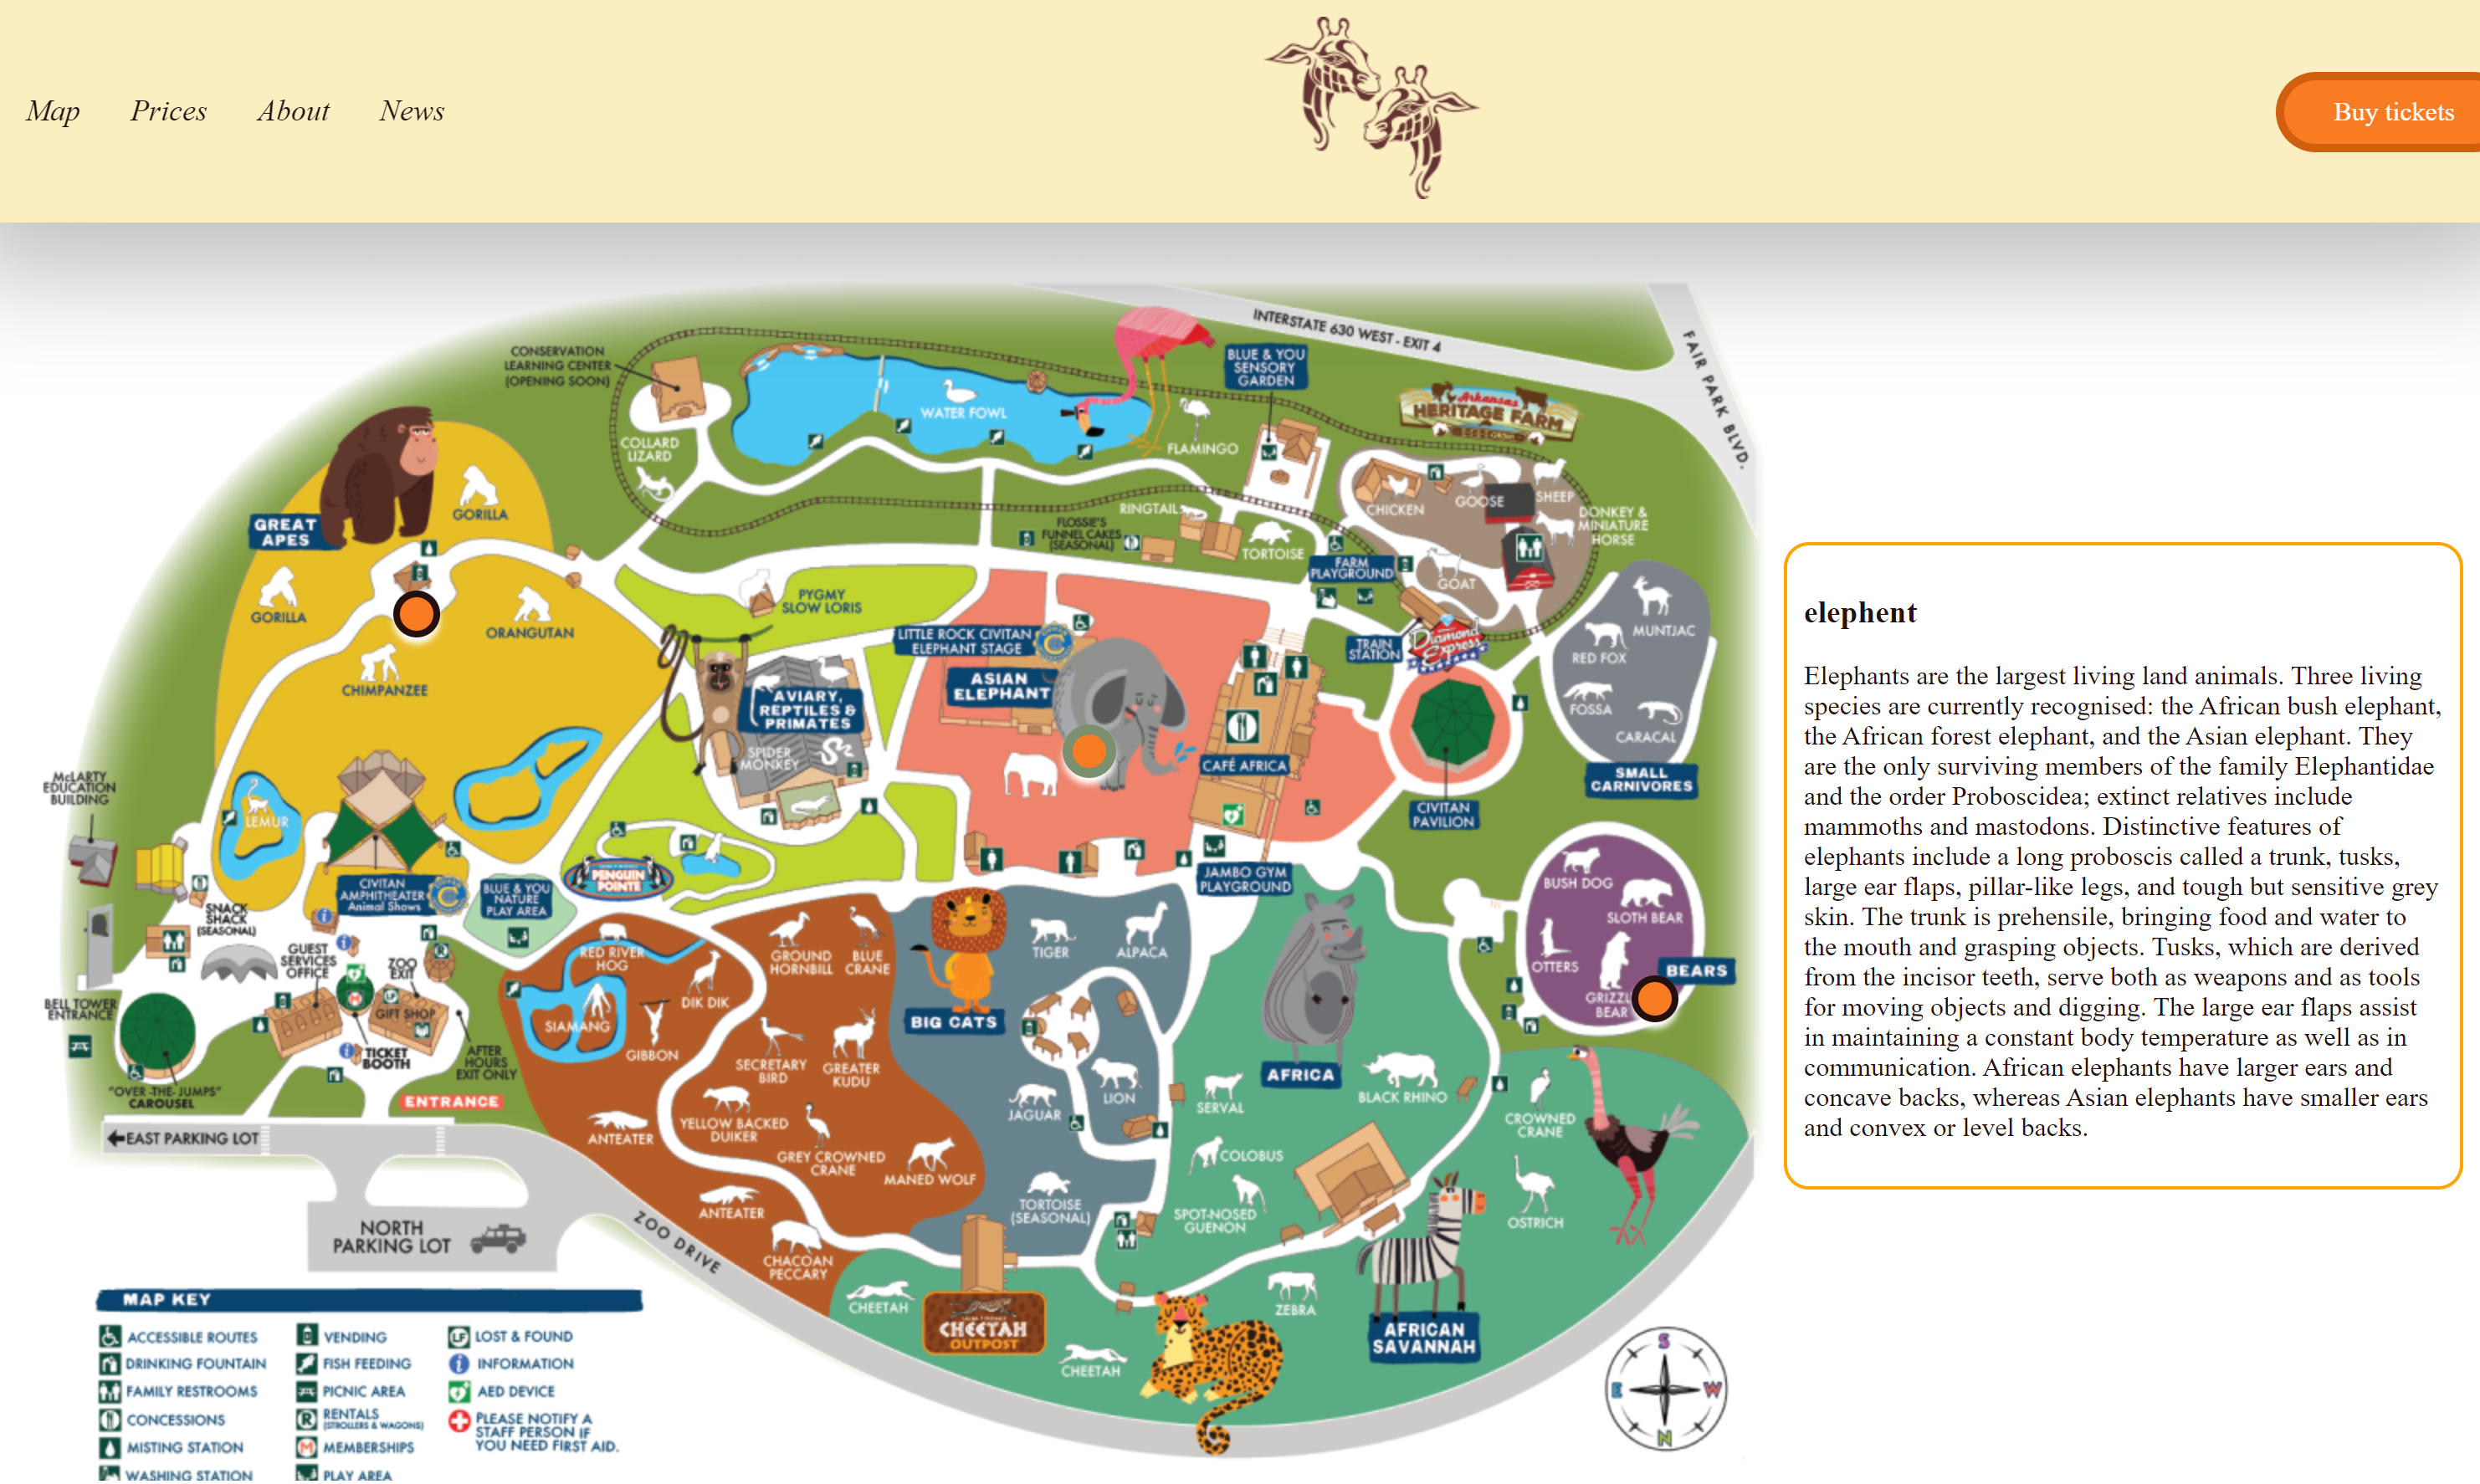 Map
Prices
About
News
Buy tickets
INTERSTATE 630 WEST - EXIT 4
FAIR PARK BLVD.
CONSERVATION
LEARNING CENTER
(OPENING SOON)
BLUE & YOU
SENSORY
GARDEN
Arkansas
HERITAGE FARM
WATER FOWL
FLAMINGO
COLLARD
LIZARD
GORILLA
GREAT
APES
CHICKEN
GOOSE
SHEEP
DONKEY &
MINIATURE
HORSE
RINGTAIL
FLOSSIE'S
FUNNEL CAKES
(SEASONAL)
TORTOISE
FARM
PLAYGROUND
GOAT
GORILLA
ORANGUTAN
PYGMY
SLOW LORIS
LITTLE ROCK CIVITAN
ELEPHANT STAGE
TRAIN
STATION
Diamond
Express
MUNTJAC
RED FOX
FOSSA
CARACAL
SMALL
CARNIVORES
CHIMPANZEE
ASIAN
ELEPHANT
AVIARY,
REPTILES &
PRIMATES
SPIDER
MONKEY
CAFÉ AFRICA
CIVITAN
PAVILION
McLARTY
EDUCATION
BUILDING
LEMUR
PENGUIN
POINTE
JAMBO GYM
PLAYGROUND
CIVITAN
AMPHITHEATER
Animal Shows
BLUE & YOU
NATURE
PLAY AREA
BUSH DOG
SLOTH BEAR
OTTERS
BEARS
GRIZZL
BEAR
SNACK
SHACK
(SEASONAL)
GUEST
SERVICES
OFFICE
ZOO
EXIT
R
LF
M
GIFT SHOP
BELL TOWER
ENTRANCE
TICKET
BOOTH
AFTER
HOURS
EXIT ONLY
"OVER-THE-JUMPS"
CAROUSEL
ENTRANCE
RED RIVER
HOG
DIK DIK
SIAMANG
GIBBON
GROUND
HORNBILL
BLUE
CRANE
TIGER
ALPACA
BIG CATS
SECRETARY
BIRD
GREATER
KUDU
AFRICA
BLACK RHINO
JAGUAR
LION
SERVAL
YELLOW BACKED
DUIKER
ANTEATER
GREY CROWNED
CRANE
MANED WOLF
COLOBUS
CROWNED
CRANE
ANTEATER
TORTOISE
(SEASONAL)
SPOT-NOSED
GUENON
OSTRICH
EAST PARKING LOT
NORTH
PARKING LOT
ZOO DRIVE
CHACOAN
PECCARY
CHEETAH
CHEETAH
OUTPOST
ZEBRA
AFRICAN
SAVANNAH
CHEETAH
S
E
W
N
MAP KEY
ACCESSIBLE ROUTES
DRINKING FOUNTAIN
FAMILY RESTROOMS
CONCESSIONS
MISTING STATION
WASHING STATION
VENDING
FISH FEEDING
PICNIC AREA
R RENTALS
(STROLLERS & WAGONS)
M MEMBERSHIPS
PLAY AREA
LF LOST & FOUND
i INFORMATION
AED DEVICE
PLEASE NOTIFY A
STAFF PERSON IF
YOU NEED FIRST AID.
elephent
Elephants are the largest living land animals. Three living
species are currently recognised: the African bush elephant,
the African forest elephant, and the Asian elephant. They
are the only surviving members of the family Elephantidae
and the order Proboscidea; extinct relatives include
mammoths and mastodons. Distinctive features of
elephants include a long proboscis called a trunk, tusks,
large ear flaps, pillar-like legs, and tough but sensitive grey
skin. The trunk is prehensile, bringing food and water to
the mouth and grasping objects. Tusks, which are derived
from the incisor teeth, serve both as weapons and as tools
for moving objects and digging. The large ear flaps assist
in maintaining a constant body temperature as well as in
communication. African elephants have larger ears and
concave backs, whereas Asian elephants have smaller ears
and convex or level backs.